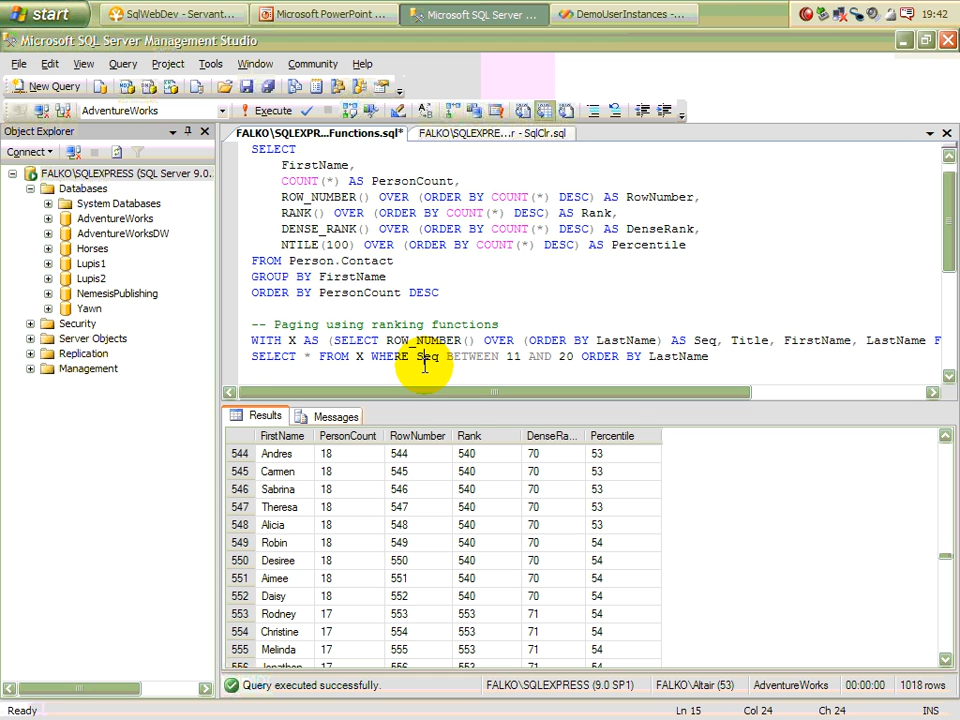 start
SqlWebDev - Servant...
Microsoft PowerPoint ...
Microsoft SQL Server ...
DemoUserInstances - ...
19:42
Microsoft SQL Server Management Studio
File Edit View Query Project Tools Window Community Help
New Query
AdventureWorks
Execute
Object Explorer
FALKO\SQLEXPR...Functions.sql*
FALKO\SQLEXPRE...r - SqlClr.sql
Connect
FALKO\SQLEXPRESS (SQL Server 9.0.
Databases
System Databases
AdventureWorks
AdventureWorksDW
Horses
Lupis1
Lupis2
NemesisPublishing
Yawn
Security
Server Objects
Replication
Management
SELECT
FirstName,
COUNT(*) AS PersonCount,
ROW_NUMBER() OVER (ORDER BY COUNT(*) DESC) AS RowNumber,
RANK() OVER (ORDER BY COUNT(*) DESC) AS Rank,
DENSE_RANK() OVER (ORDER BY COUNT(*) DESC) AS DenseRank,
NTILE(100) OVER (ORDER BY COUNT(*) DESC) AS Percentile
FROM Person.Contact
GROUP BY FirstName
ORDER BY PersonCount DESC
-- Paging using ranking functions
WITH X AS (SELECT ROW_NUMBER() OVER (ORDER BY LastName) AS Seq, Title, FirstName, LastName F
SELECT * FROM X WHERE Seq BETWEEN 11 AND 20 ORDER BY LastName
Results Messages
FirstName PersonCount RowNumber Rank DenseRa... Percentile
544 Andres 18 544 540 70 53
545 Carmen 18 545 540 70 53
546 Sabrina 18 546 540 70 53
547 Theresa 18 547 540 70 53
548 Alicia 18 548 540 70 53
549 Robin 18 549 540 70 54
550 Desiree 18 550 540 70 54
551 Aimee 18 551 540 70 54
552 Daisy 18 552 540 70 54
553 Rodney 17 553 553 71 54
554 Christine 17 554 553 71 54
555 Melinda 17 555 553 71 54
556 Jonathon 17 556 553 71 54
Query executed successfully.
FALKO\SQLEXPRESS (9.0 SP1)
FALKO\Altair (53)
AdventureWorks
00:00:00
1018 rows
Ready
Ln 15
Col 24
Ch 24
INS